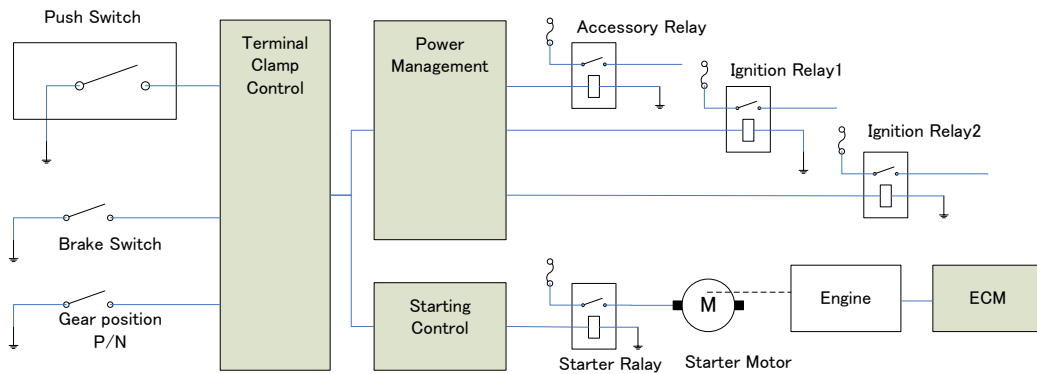 Push Switch
Terminal
Clamp
Control
Power
Management
Accessory Relay
Ignition Relay1
Ignition Relay2
Brake Switch
Gear position
P/N
Starting
Control
Starter Ralay
M
Starter Motor
Engine
ECM